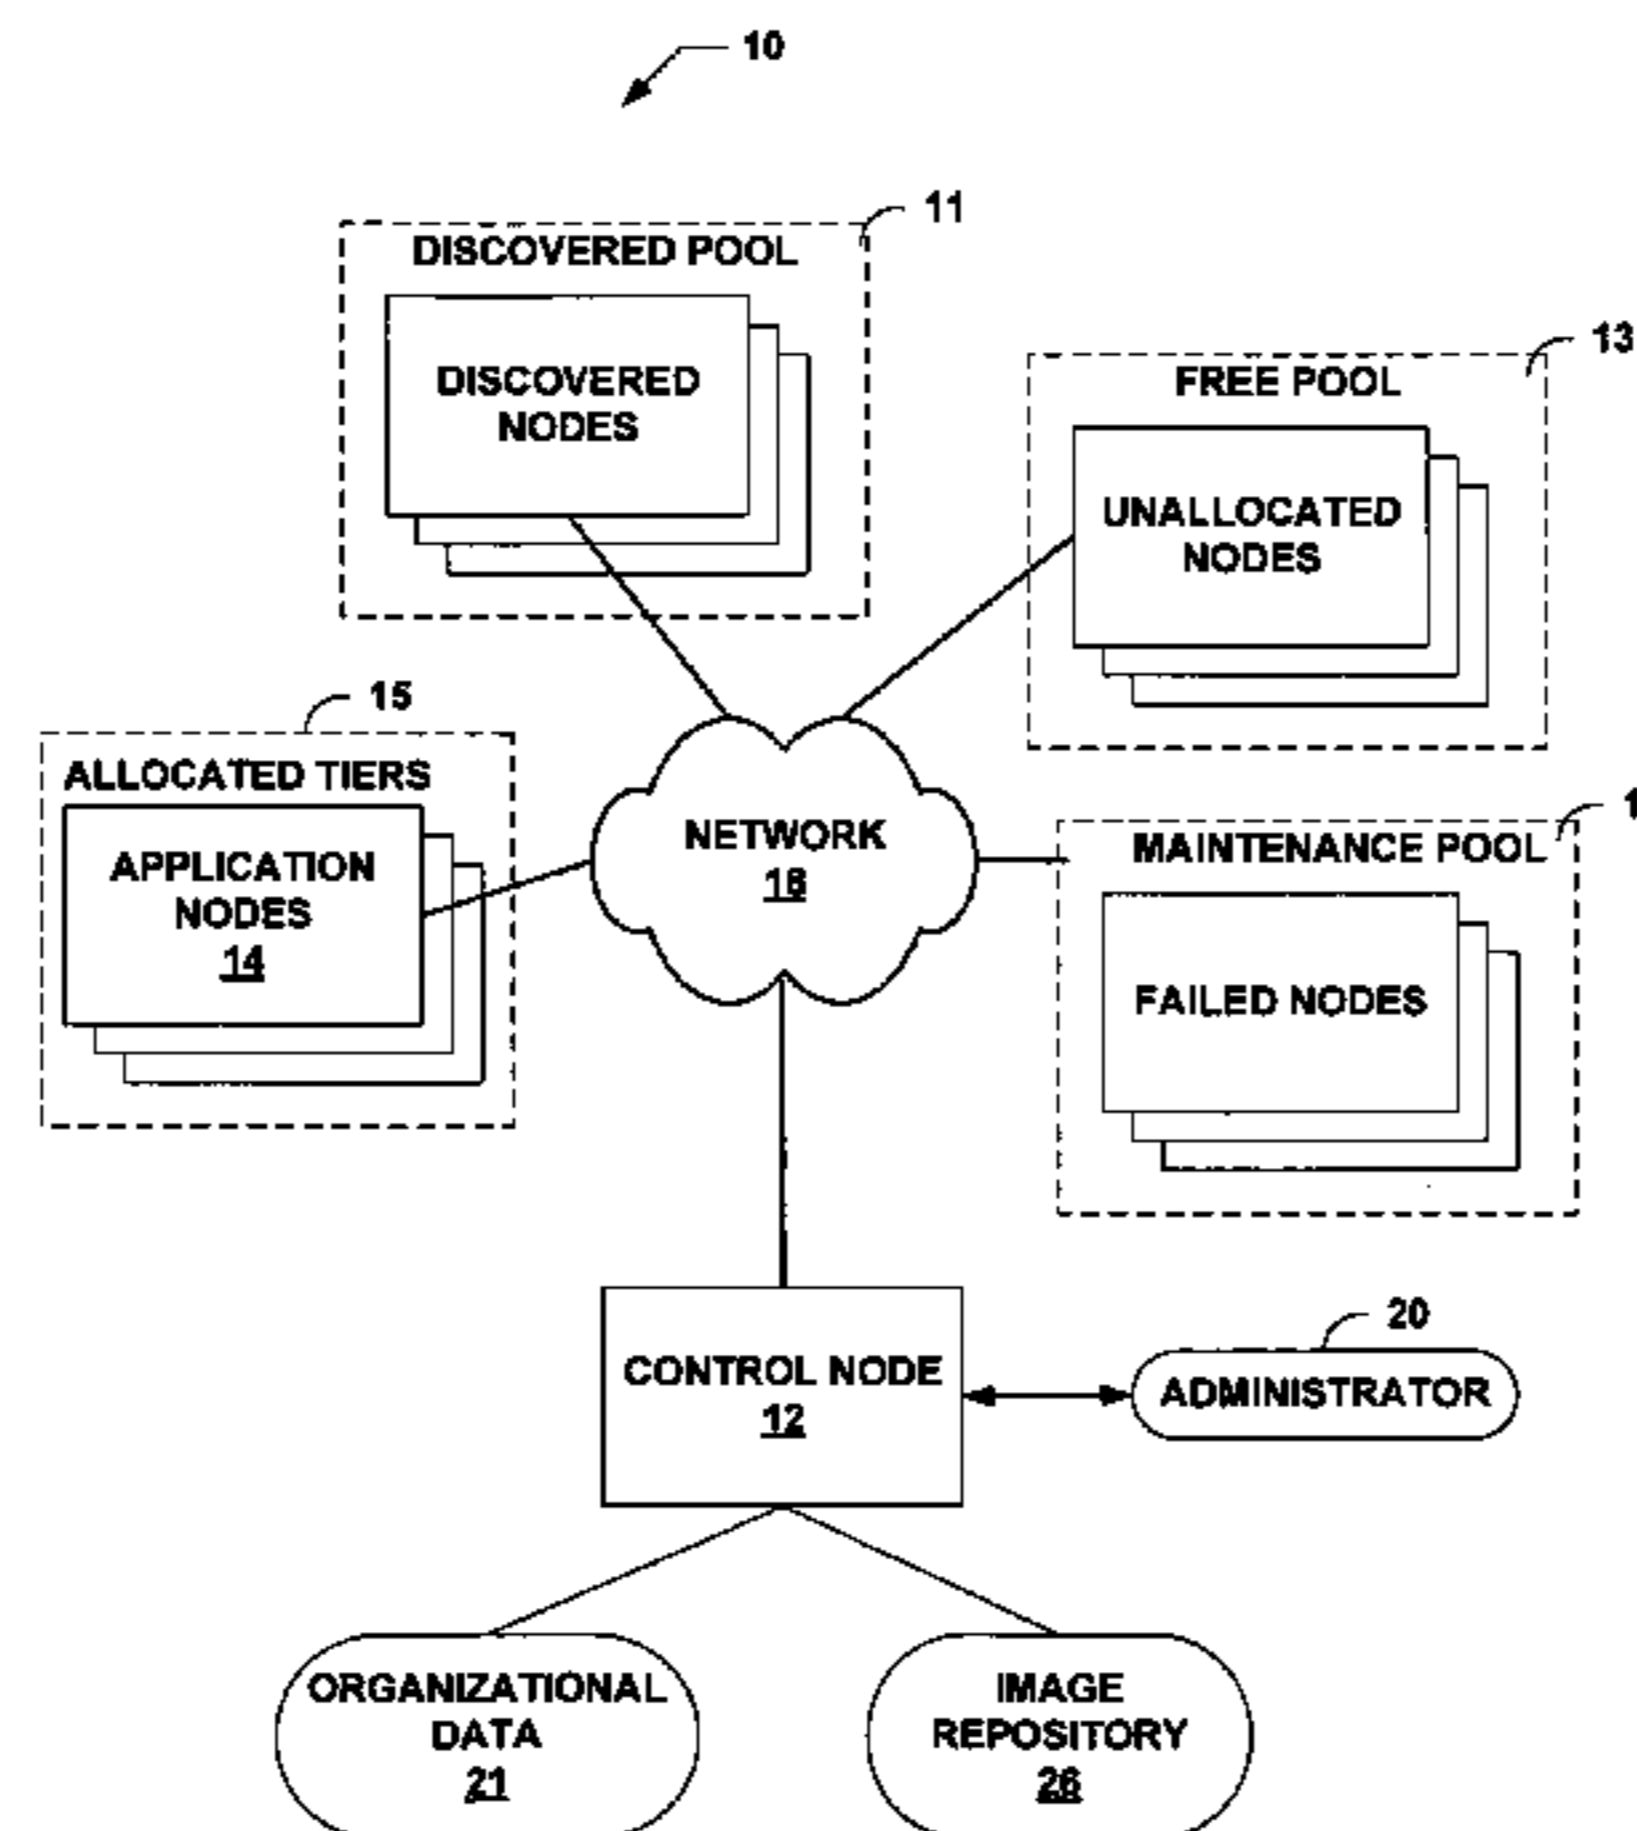 10
11
DISCOVERED POOL
DISCOVERED
NODES
13
FREE POOL
UNALLOCATED
NODES
15
ALLOCATED TIERS
APPLICATION
NODES
14
NETWORK
18
MAINTENANCE POOL
FAILED NODES
CONTROL NODE
12
20
ADMINISTRATOR
ORGANIZATIONAL
DATA
21
IMAGE
REPOSITORY
26